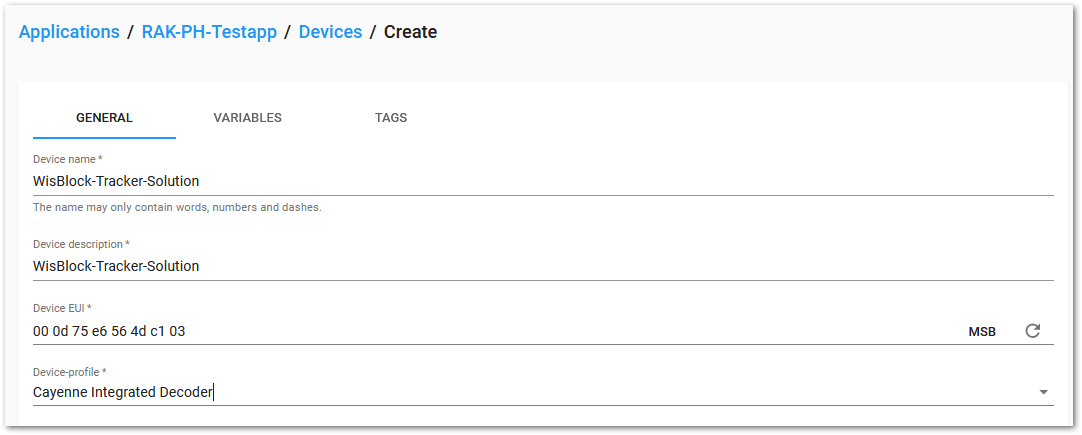 Applications / RAK-PH-Testapp / Devices / Create
GENERAL VARIABLES TAGS
Device name *
WisBlock-Tracker-Solution
The name may only contain words, numbers and dashes.
Device description *
WisBlock-Tracker-Solution
Device EUI *
00 0d 75 e6 56 4d c1 03 MSB
Device-profile *
Cayenne Integrated Decoder